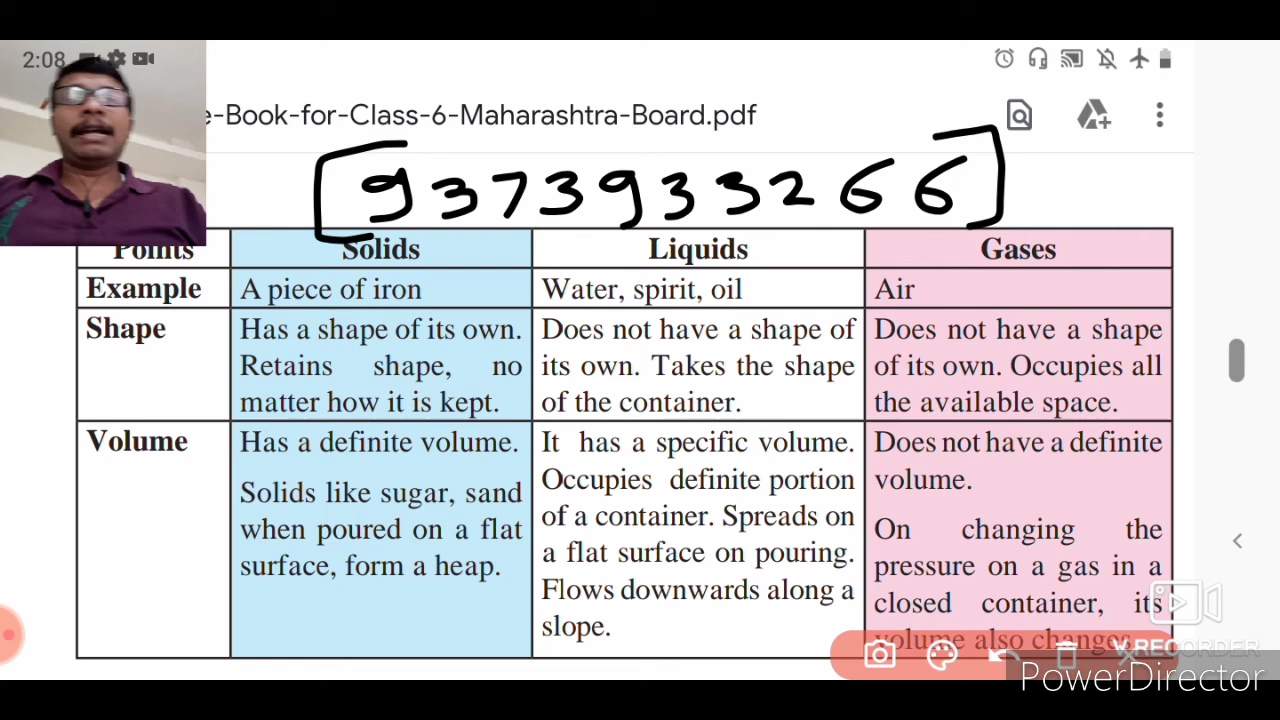 2:08
e-Book-for-Class-6-Maharashtra-Board.pdf
[9373933266]
Points Solids Liquids Gases
Example A piece of iron Water, spirit, oil Air
Shape
Has a shape of its own.
Retains shape, no
matter how it is kept.
Does not have a shape of
its own. Takes the shape
of the container.
Does not have a shape
of its own. Occupies all
the available space.
Volume
Has a definite volume.
Solids like sugar, sand
when poured on a flat
surface, form a heap.
It has a specific volume.
Occupies definite portion
of a container. Spreads on
a flat surface on pouring.
Flows downwards along a
slope.
Does not have a definite
volume.
On changing the
pressure on a gas in a
closed container, its
volume also changes.
RECORDER
PowerDirector